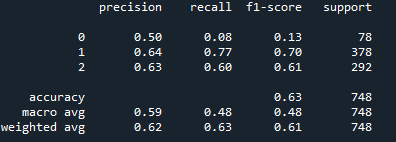 precision recall f1-score support
0 0.50 0.08 0.13 78
1 0.64 0.77 0.70 378
2 0.63 0.60 0.61 292
accuracy 0.63 748
macro avg 0.59 0.48 0.48 748
weighted avg 0.62 0.63 0.61 748